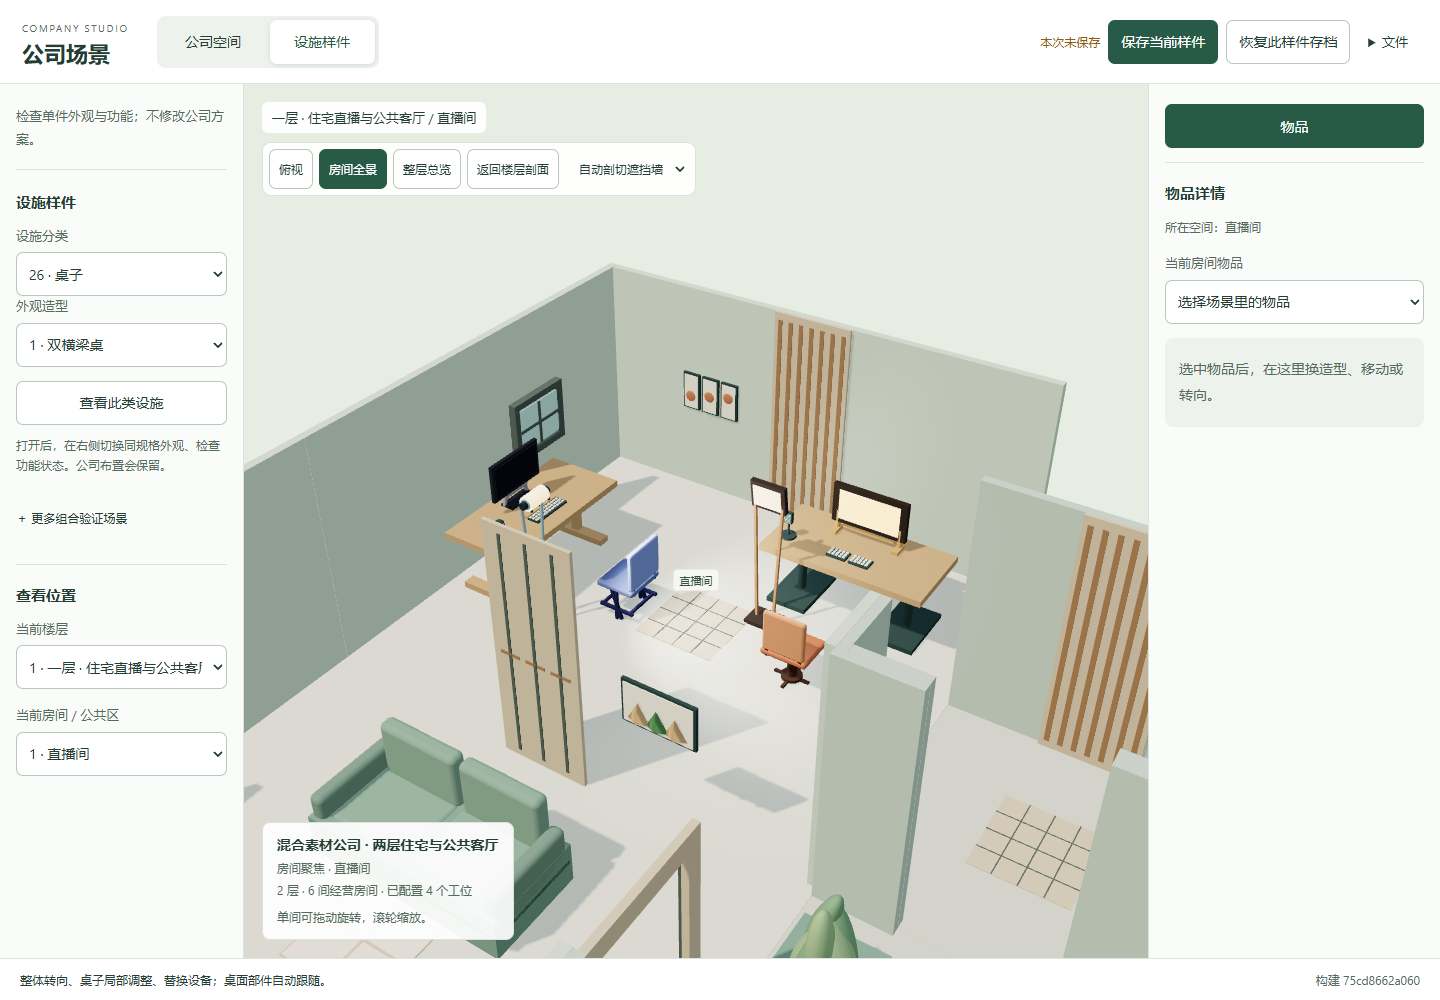 COMPANY STUDIO
公司场景
公司空间
设施样件
本次未保存
保存当前样件
恢复此样件存档
▶ 文件
检查单件外观与功能；不修改公司方
案。
设施样件
设施分类
26 · 桌子
外观造型
1 · 双横梁桌
查看此类设施
打开后，在右侧切换同规格外观、检查
功能状态。公司布置会保留。
+ 更多组合验证场景
查看位置
当前楼层
1 · 一层 · 住宅直播与公共客厅
当前房间 / 公共区
1 · 直播间
一层 · 住宅直播与公共客厅 / 直播间
俯视
房间全景
整层总览
返回楼层剖面
自动剖切遮挡墙
直播间
混合素材公司 · 两层住宅与公共客厅
房间聚焦 · 直播间
2 层 · 6 间经营房间 · 已配置 4 个工位
单间可拖动旋转，滚轮缩放。
物品
物品详情
所在空间：直播间
当前房间物品
选择场景里的物品
选中物品后，在这里换造型、移动或
转向。
整体转向、桌子局部调整、替换设备；桌面部件自动跟随。
构建 75cd8662a060